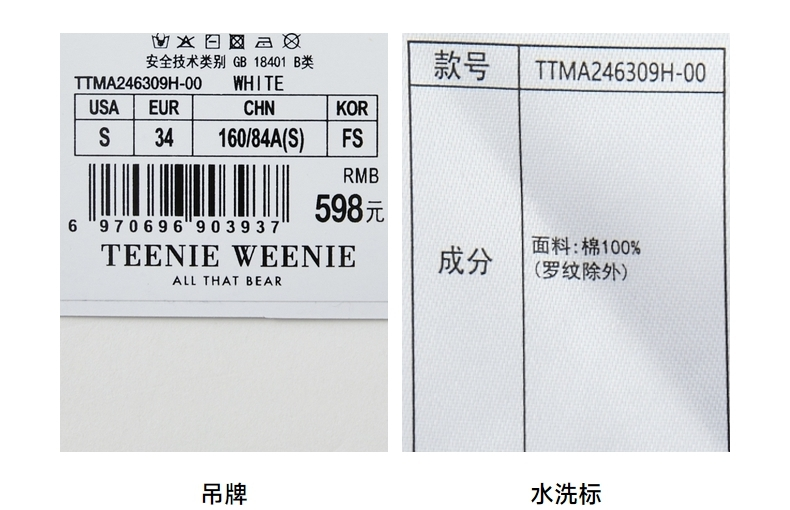 安全技术类别 GB 18401 B类
TTMA246309H-00 WHITE
USA EUR CHN KOR
S 34 160/84A(S) FS
RMB
598元
6 970696 903937
TEENIE WEENIE
ALL THAT BEAR
款号 TTMA246309H-00
成分 面料:棉100%
(罗纹除外)
吊牌 水洗标